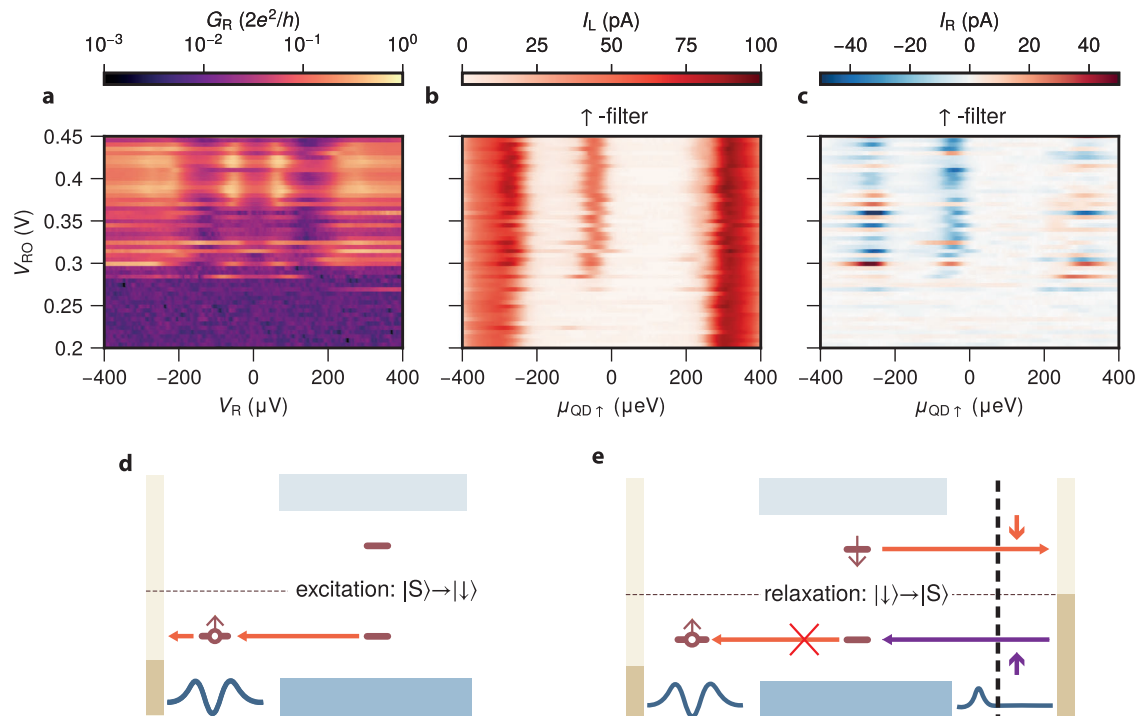 G_R (2e²/h)
10⁻³ 10⁻² 10⁻¹ 10⁰
I_L (pA)
0 25 50 75 100
I_R (pA)
−40 −20 0 20 40
a
b
c
↑ -filter
↑ -filter
0.45
0.4
0.35
0.3
0.25
0.2
V_RO (V)
−400 −200 0 200 400
−400 −200 0 200 400
−400 −200 0 200 400
V_R (µV)
μ_QD↑ (µeV)
μ_QD↑ (µeV)
d
excitation: |S⟩→|↓⟩
e
relaxation: |↓⟩→|S⟩